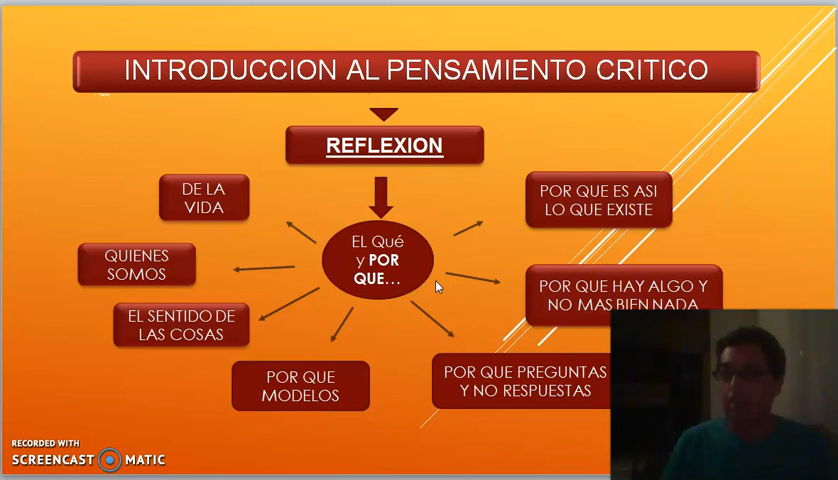 INTRODUCCION AL PENSAMIENTO CRITICO
REFLEXION
DE LA
VIDA
POR QUE ES ASI
LO QUE EXISTE
EL Qué
y POR
QUE...
QUIENES
SOMOS
POR QUE HAY ALGO Y
NO MAS BIEN NADA
EL SENTIDO DE
LAS COSAS
POR QUE
MODELOS
POR QUE PREGUNTAS
Y NO RESPUESTAS
RECORDED WITH
SCREENCAST MATIC